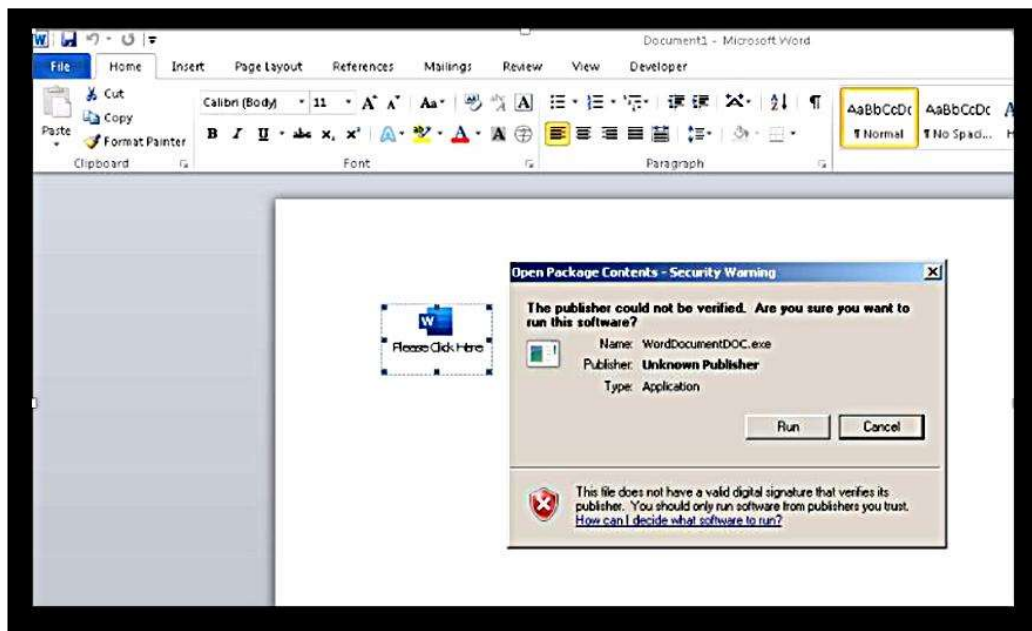 Document1 - Microsoft Word
File Home Insert Page Layout References Mailings Review View Developer
Cut
Copy
Paste
Format Painter
Calibri (Body) 11
AaBbCcDc AaBbCcDc
¶ Normal ¶ No Spaci...
Clipboard Font Paragraph
Please Click Here
Open Package Contents - Security Warning
The publisher could not be verified. Are you sure you want to
run this software?
Name: WordDocumentDOC.exe
Publisher: Unknown Publisher
Type: Application
Run Cancel
This file does not have a valid digital signature that verifies its
publisher. You should only run software from publishers you trust.
How can I decide what software to run?